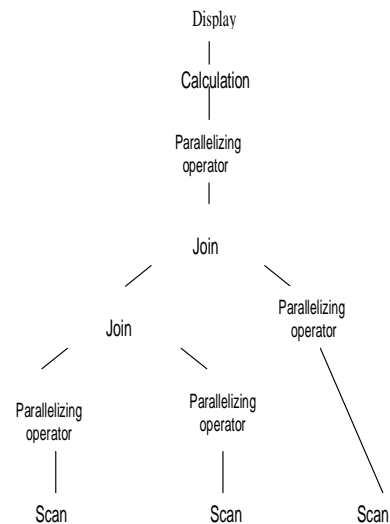 Display
Calculation
Parallelizing
operator
Join
Parallelizing
operator
Join
Parallelizing
operator
Parallelizing
operator
Scan
Scan
Scan